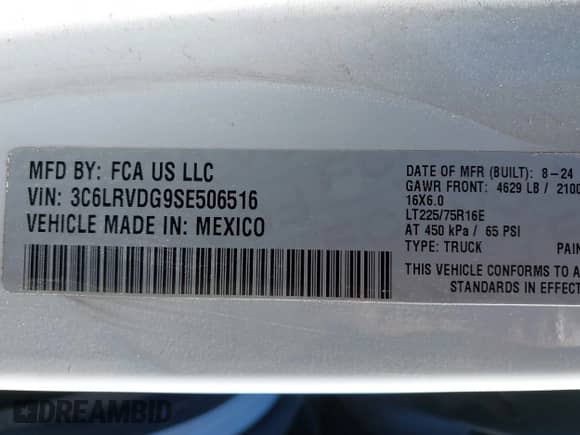 MFD BY: FCA US LLC
VIN: 3C6LRVDG9SE506516
VEHICLE MADE IN: MEXICO
DATE OF MFR (BUILT): 8-24
GAWR FRONT: 4629 LB / 2100
16X6.0
LT225/75R16E
AT 450 kPa / 65 PSI
TYPE: TRUCK PAIN
THIS VEHICLE CONFORMS TO A
STANDARDS IN EFFECT
DREAMBID